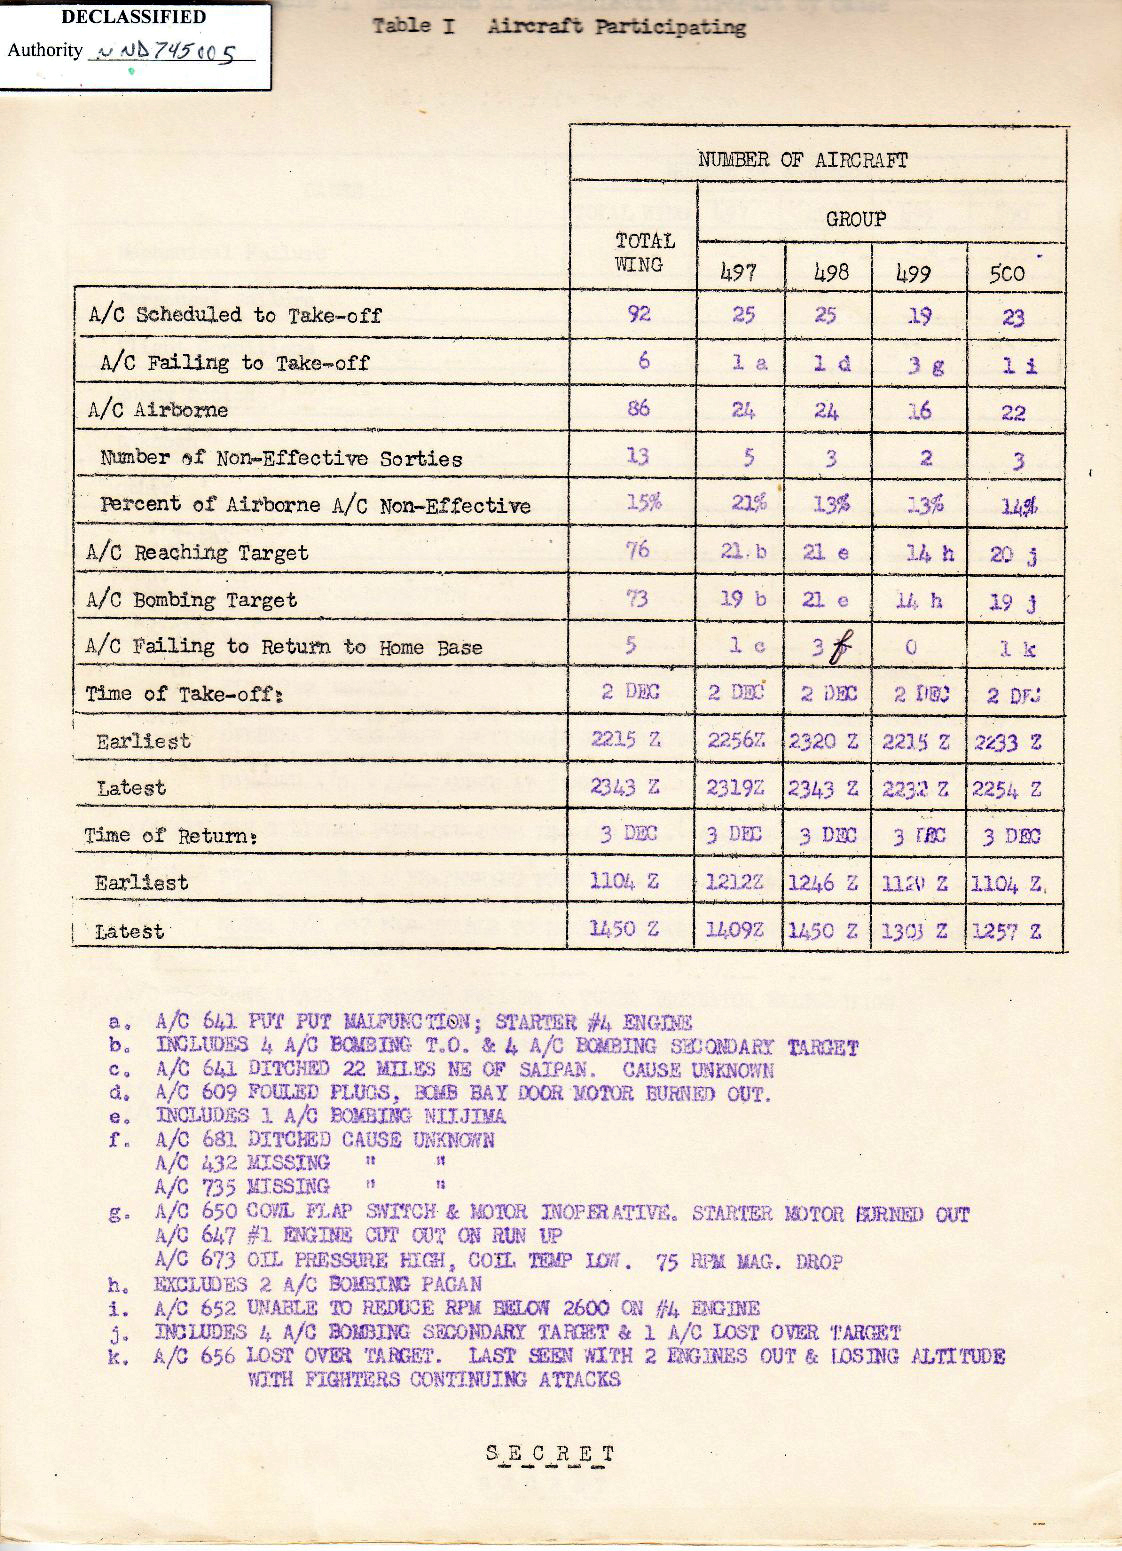 DECLASSIFIED
Authority NND 745005
Table I Aircraft Participating
NUMBER OF AIRCRAFT
TOTAL WING GROUP
497 498 499 500
A/C Scheduled to Take-off 92 25 25 19 23
A/C Failing to Take-off 6 1 a 1 d 3 g 1 i
A/C Airborne 86 24 24 16 22
Number of Non-Effective Sorties 13 5 3 2 3
Percent of Airborne A/C Non-Effective 15% 21% 13% 13% 14%
A/C Reaching Target 76 21 b 21 e 14 h 20 j
A/C Bombing Target 73 19 b 21 e 14 h 19 j
A/C Failing to Return to Home Base 5 1 c 3 f 0 1 k
Time of Take-off: 2 DEC 2 DEC 2 DEC 2 DEC 2 DEC
Earliest 2215 Z 2256Z 2320 Z 2215 Z 2233 Z
Latest 2343 Z 2319Z 2343 Z 2232 Z 2254 Z
Time of Return: 3 DEC 3 DEC 3 DEC 3 DEC 3 DEC
Earliest 1104 Z 1212Z 1246 Z 1120 Z 1104 Z.
Latest 1450 Z 1409Z 1450 Z 1303 Z 1257 Z
a. A/C 641 PUT PUT MALFUNCTION; STARTER #4 ENGINE
b. INCLUDES 4 A/C BOMBING T.O. & 4 A/C BOMBING SECONDARY TARGET
c. A/C 641 DITCHED 22 MILES NE OF SAIPAN. CAUSE UNKNOWN
d. A/C 609 FOULED PLUGS, BOMB BAY DOOR MOTOR BURNED OUT.
e. INCLUDES 1 A/C BOMBING NIIJIMA
f. A/C 681 DITCHED CAUSE UNKNOWN
A/C 432 MISSING " "
A/C 735 MISSING " "
g. A/C 650 COWL FLAP SWITCH & MOTOR INOPERATIVE. STARTER MOTOR BURNED OUT
A/C 647 #1 ENGINE CUT OUT ON RUN UP
A/C 673 OIL PRESSURE HIGH, COIL TEMP LOW. 75 RPM MAG. DROP
h. EXCLUDES 2 A/C BOMBING PAGAN
i. A/C 652 UNABLE TO REDUCE RPM BELOW 2600 ON #4 ENGINE
j. INCLUDES 4 A/C BOMBING SECONDARY TARGET & 1 A/C LOST OVER TARGET
k. A/C 656 LOST OVER TARGET. LAST SEEN WITH 2 ENGINES OUT & LOSING ALTITUDE
WITH FIGHTERS CONTINUING ATTACKS
S E C R E T